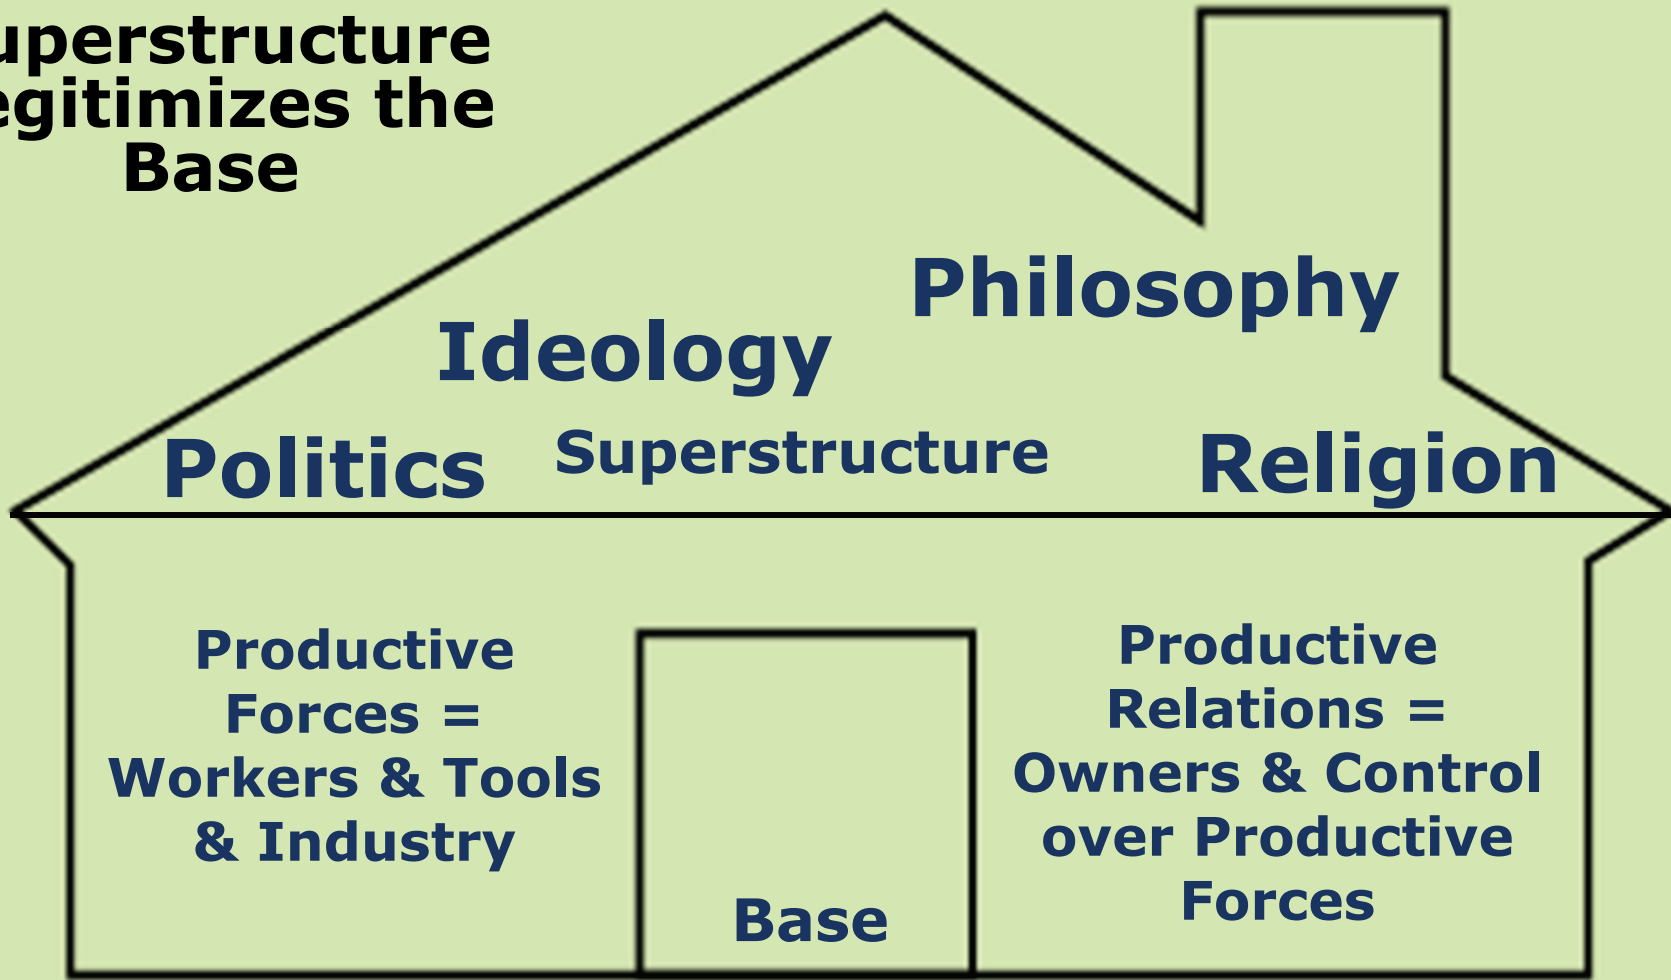 uperstructure
egitimizes the
Base
Philosophy
Ideology
Politics
Superstructure
Religion
Productive
Forces =
Workers & Tools
& Industry
Productive
Relations =
Owners & Control
over Productive
Forces
Base